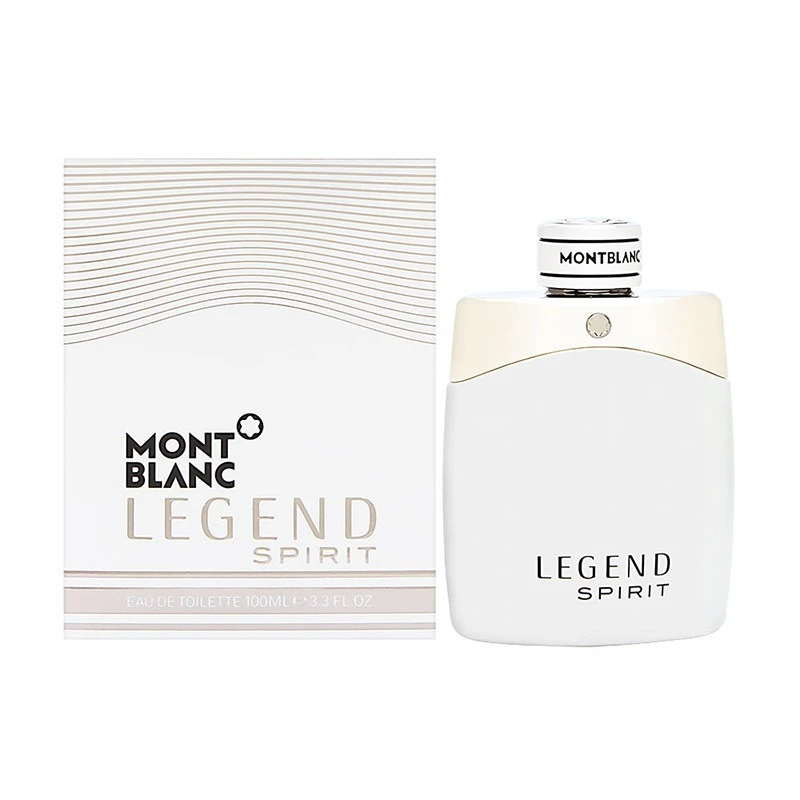 MONT
BLANC
LEGEND
SPIRIT
EAU DE TOILETTE 100ML ℮ 3.3 FL.OZ.
MONTBLANC
LEGEND
SPIRIT